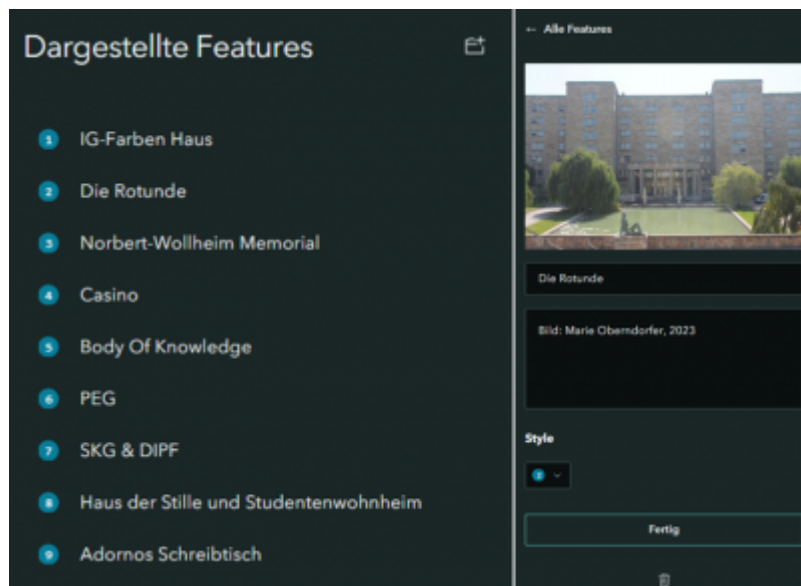 Dargestellte Features
1 IG-Farben Haus
2 Die Rotunde
3 Norbert-Wollheim Memorial
4 Casino
5 Body Of Knowledge
6 PEG
7 SKG & DIPF
8 Haus der Stille und Studentenwohnheim
9 Adornos Schreibtisch
← Alle Features
Die Rotunde
Bild: Marie Oberndorfer, 2023
Style
2
Fertig